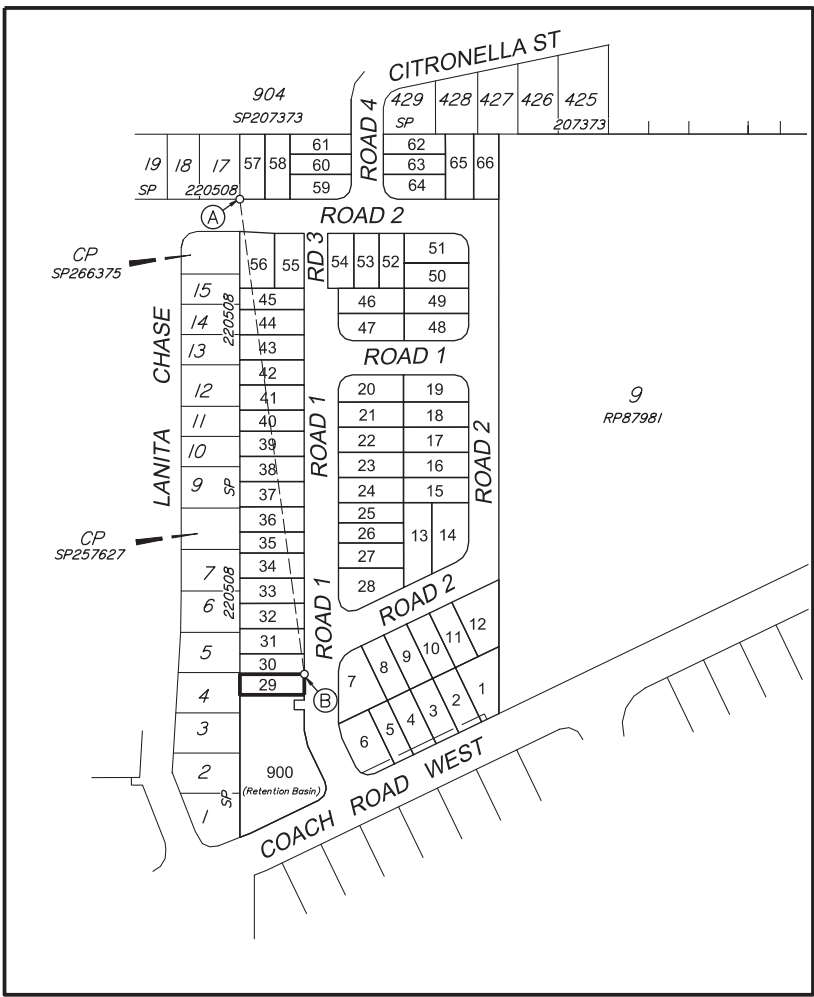 CITRONELLA ST
904
SP207373
429 428 427 426 425
SP 207373
ROAD 4
19 18 17 57 58
SP 220508
61
60
59
62
63
64
65 66
A
ROAD 2
CP
SP266375
56 55
RD 3
54 53 52
51
50
15
14
13
12
11
10
9
220508
SP
LANITA CHASE
45
44
43
42
41
40
39
38
37
36
35
34
33
32
31
30
29
46 49
47 48
ROAD 1
20 19
21 18
22 17
23 16
24 15
25
26
27
28
13 14
ROAD 1
ROAD 2
9
RP87981
CP
SP257627
7
6
5
4
3
2
1
220508
SP
ROAD 1
ROAD 2
7 8 9 10 11 12
6 5 4 3 2 1
B
900
(Retention Basin)
COACH ROAD WEST